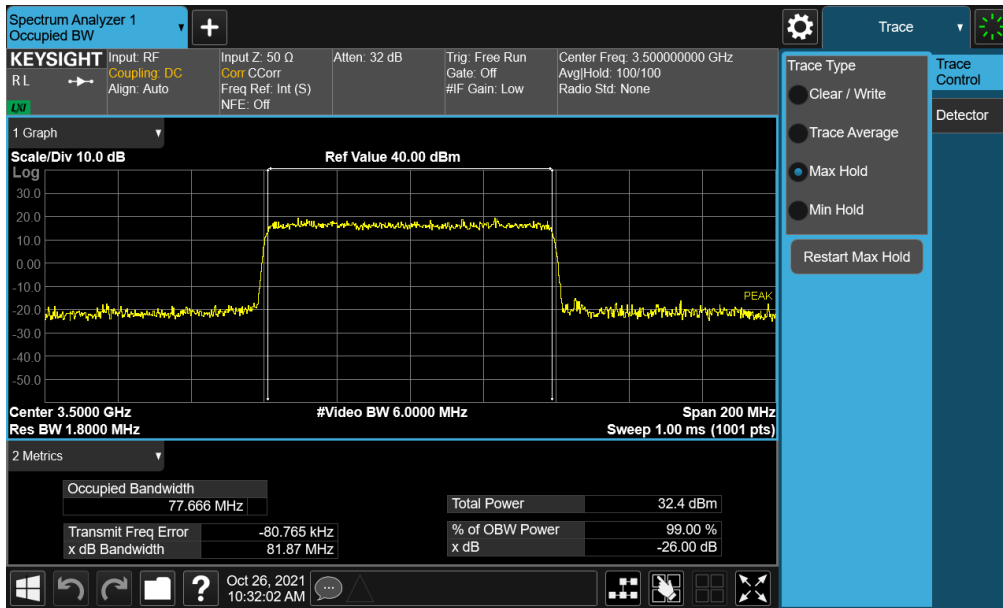 Spectrum Analyzer 1
Occupied BW
+
Trace
KEYSIGHT
R L
LXI
Input: RF
Coupling: DC
Align: Auto
Input Z: 50 Ω
Corr CCorr
Freq Ref: Int (S)
NFE: Off
Atten: 32 dB
Trig: Free Run
Gate: Off
#IF Gain: Low
Center Freq: 3.500000000 GHz
Avg|Hold: 100/100
Radio Std: None
1 Graph
Scale/Div 10.0 dB
Ref Value 40.00 dBm
Log
30.0
20.0
10.0
0.00
-10.0
-20.0
-30.0
-40.0
-50.0
PEAK
Center 3.5000 GHz
#Video BW 6.0000 MHz
Span 200 MHz
Res BW 1.8000 MHz
Sweep 1.00 ms (1001 pts)
2 Metrics
Occupied Bandwidth
77.666 MHz
Transmit Freq Error -80.765 kHz
x dB Bandwidth 81.87 MHz
Total Power 32.4 dBm
% of OBW Power 99.00 %
x dB -26.00 dB
Trace Type
Clear / Write
Trace Average
Max Hold
Min Hold
Restart Max Hold
Trace
Control
Detector
?
Oct 26, 2021
10:32:02 AM